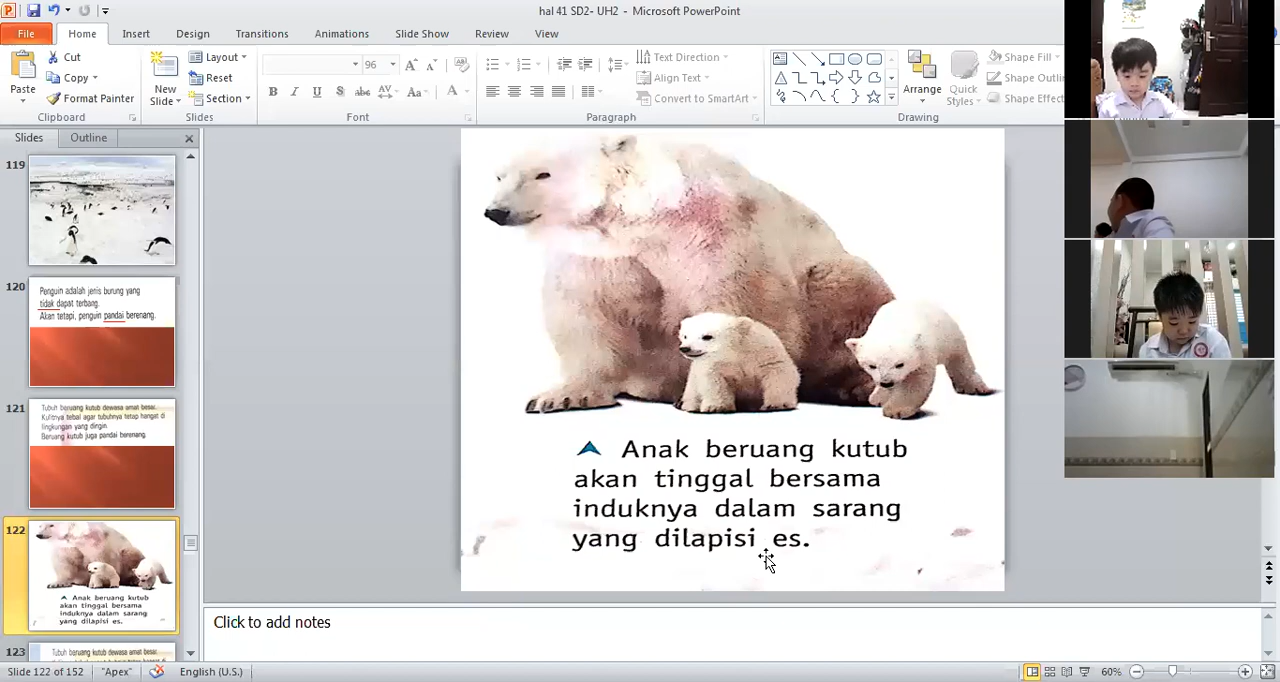 hal 41 SD2- UH2 - Microsoft PowerPoint
File Home Insert Design Transitions Animations Slide Show Review View
Paste
Cut
Copy
Format Painter
Clipboard
New
Slide
Layout
Reset
Section
Slides
96
B I U S abc AV Aa A
Font
Text Direction
Align Text
Convert to SmartArt
Paragraph
Arrange
Quick
Styles
Shape Fill
Shape Outli
Shape Effect
Drawing
Slides Outline
119
120
Penguin adalah jenis burung yang
tidak dapat terbang.
Akan tetapi, penguin pandai berenang.
121
Tubuh beruang kutub dewasa amat besar.
Kulitnya tebal agar tubuhnya tetap hangat di
lingkungan yang dingin.
Beruang kutub juga pandai berenang.
122
Anak beruang kutub
akan tinggal bersama
induknya dalam sarang
yang dilapisi es.
123
Tubuh beruang kutub dewasa amat besar.
Anak beruang kutub
akan tinggal bersama
induknya dalam sarang
yang dilapisi es.
Click to add notes
Slide 122 of 152 "Apex" English (U.S.) 60%